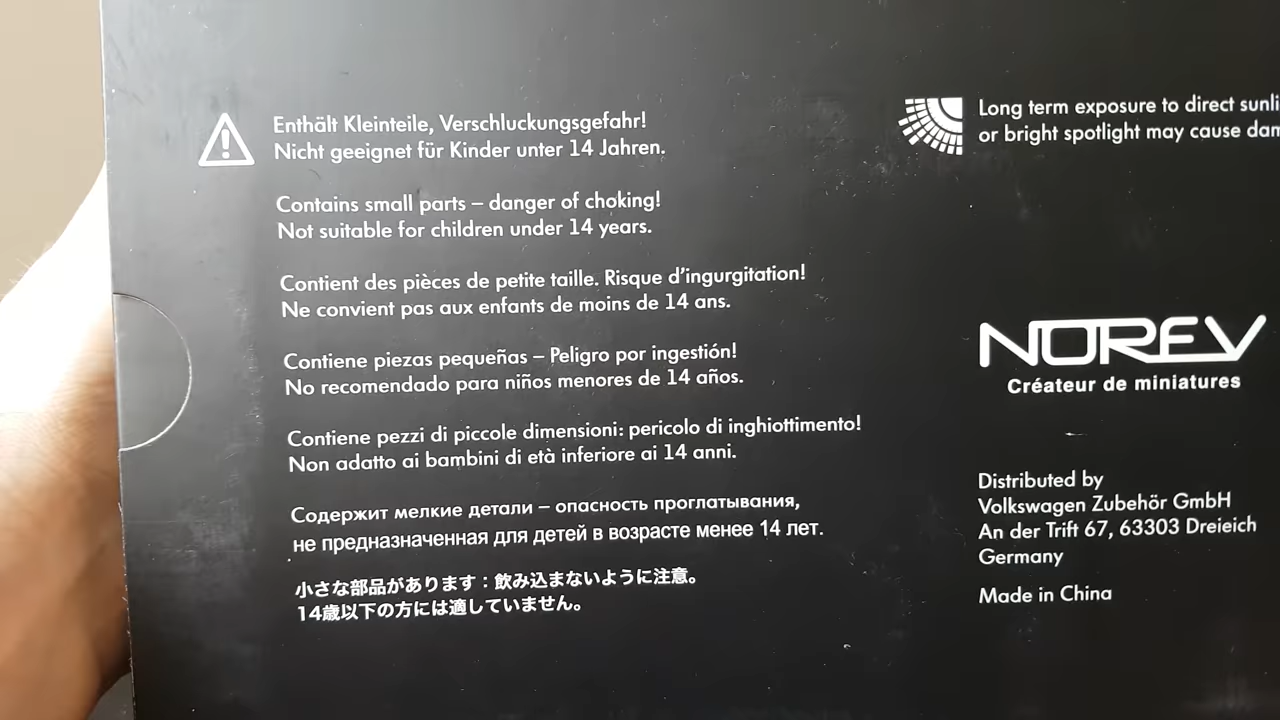 Enthält Kleinteile, Verschluckungsgefahr!
Nicht geeignet für Kinder unter 14 Jahren.
Contains small parts – danger of choking!
Not suitable for children under 14 years.
Contient des pièces de petite taille. Risque d'ingurgitation!
Ne convient pas aux enfants de moins de 14 ans.
Contiene piezas pequeñas – Peligro por ingestión!
No recomendado para niños menores de 14 años.
Contiene pezzi di piccole dimensioni: pericolo di inghiottimento!
Non adatto ai bambini di età inferiore ai 14 anni.
Содержит мелкие детали – опасность проглатывания,
не предназначенная для детей в возрасте менее 14 лет.
小さな部品があります：飲み込まないように注意。
14歳以下の方には適していません。
Long term exposure to direct
or bright spotlight may cause
NOREV
Créateur de miniatures
Distributed by
Volkswagen Zubehör GmbH
An der Trift 67, 63303 Dreieich
Germany
Made in China